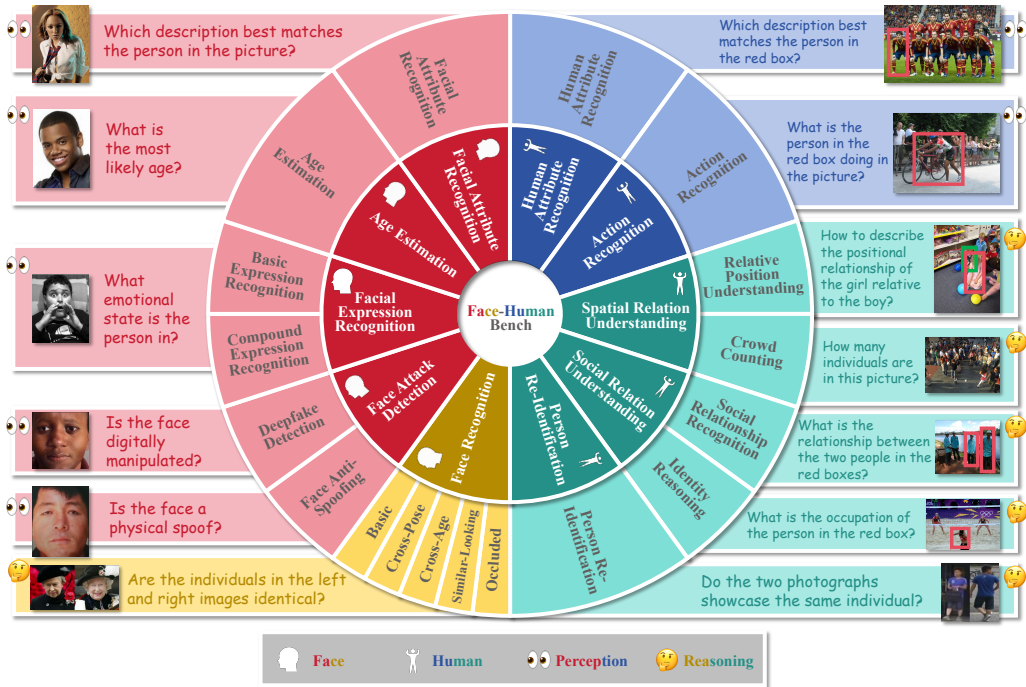 Which description best matches
the person in the picture?
What is
the most
likely age?
What
emotional
state is the
person in?
Is the face
digitally
manipulated?
Is the face a
physical spoof?
Are the individuals in the left
and right images identical?
Which description best
matches the person in
the red box?
What is the
person in the
red box doing in
the picture?
How to describe
the positional
relationship of
the girl relative
to the boy?
How many
individuals are
in this picture?
What is the
relationship between
the two people in the
red boxes?
What is the occupation of
the person in the red box?
Do the two photographs
showcase the same individual?
Facial
Attribute
Recognition
Age
Estimation
Basic
Expression
Recognition
Compound
Expression
Recognition
Deepfake
Detection
Face Anti-
Spoofing
Basic
Cross-Pose
Cross-Age
Similar-Looking
Occluded
Human
Attribute
Recognition
Action
Recognition
Relative
Position
Understanding
Crowd
Counting
Social
Relationship
Recognition
Identity
Reasoning
Person Re-
Identification
Facial Attribute
Recognition
Age Estimation
Facial
Expression
Recognition
Face Attack
Detection
Face Recognition
Human
Attribute
Recognition
Action
Recognition
Spatial Relation
Understanding
Social Relation
Understanding
Person
Re-Identification
Face-Human
Bench
Face
Human
Perception
Reasoning